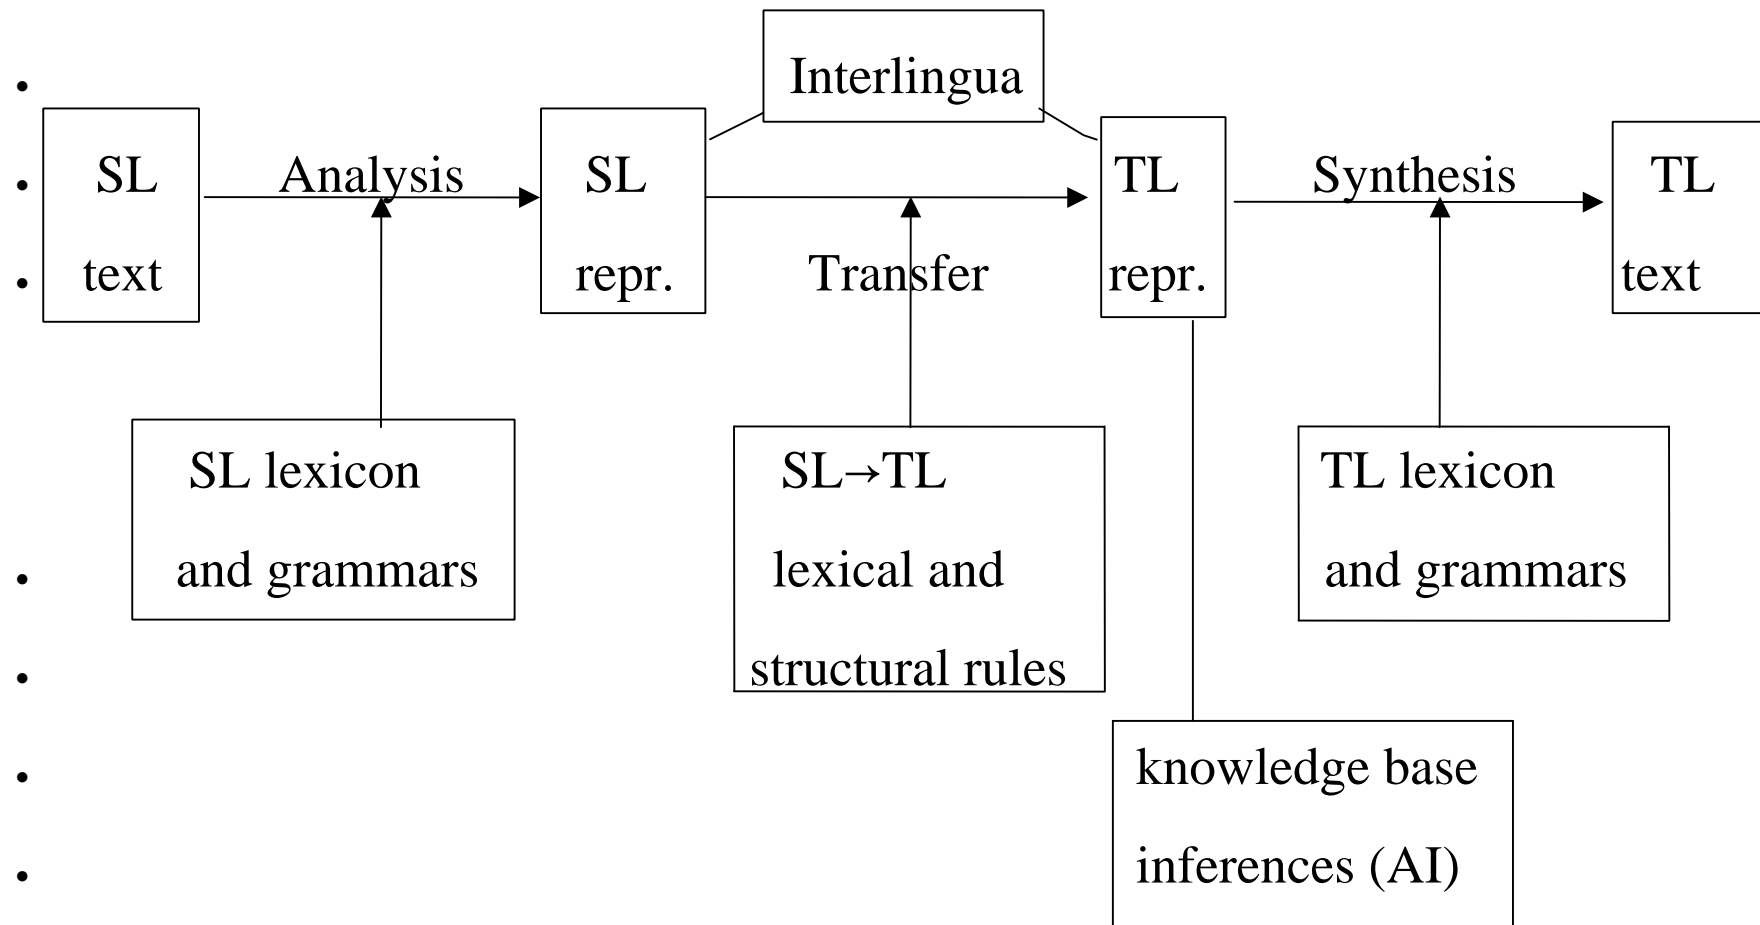 Interlingua
•
• SL Analysis SL TL Synthesis TL
• text repr. Transfer repr. text
SL lexicon SL→TL TL lexicon
• and grammars lexical and and grammars
• structural rules
• knowledge base
• inferences (AI)